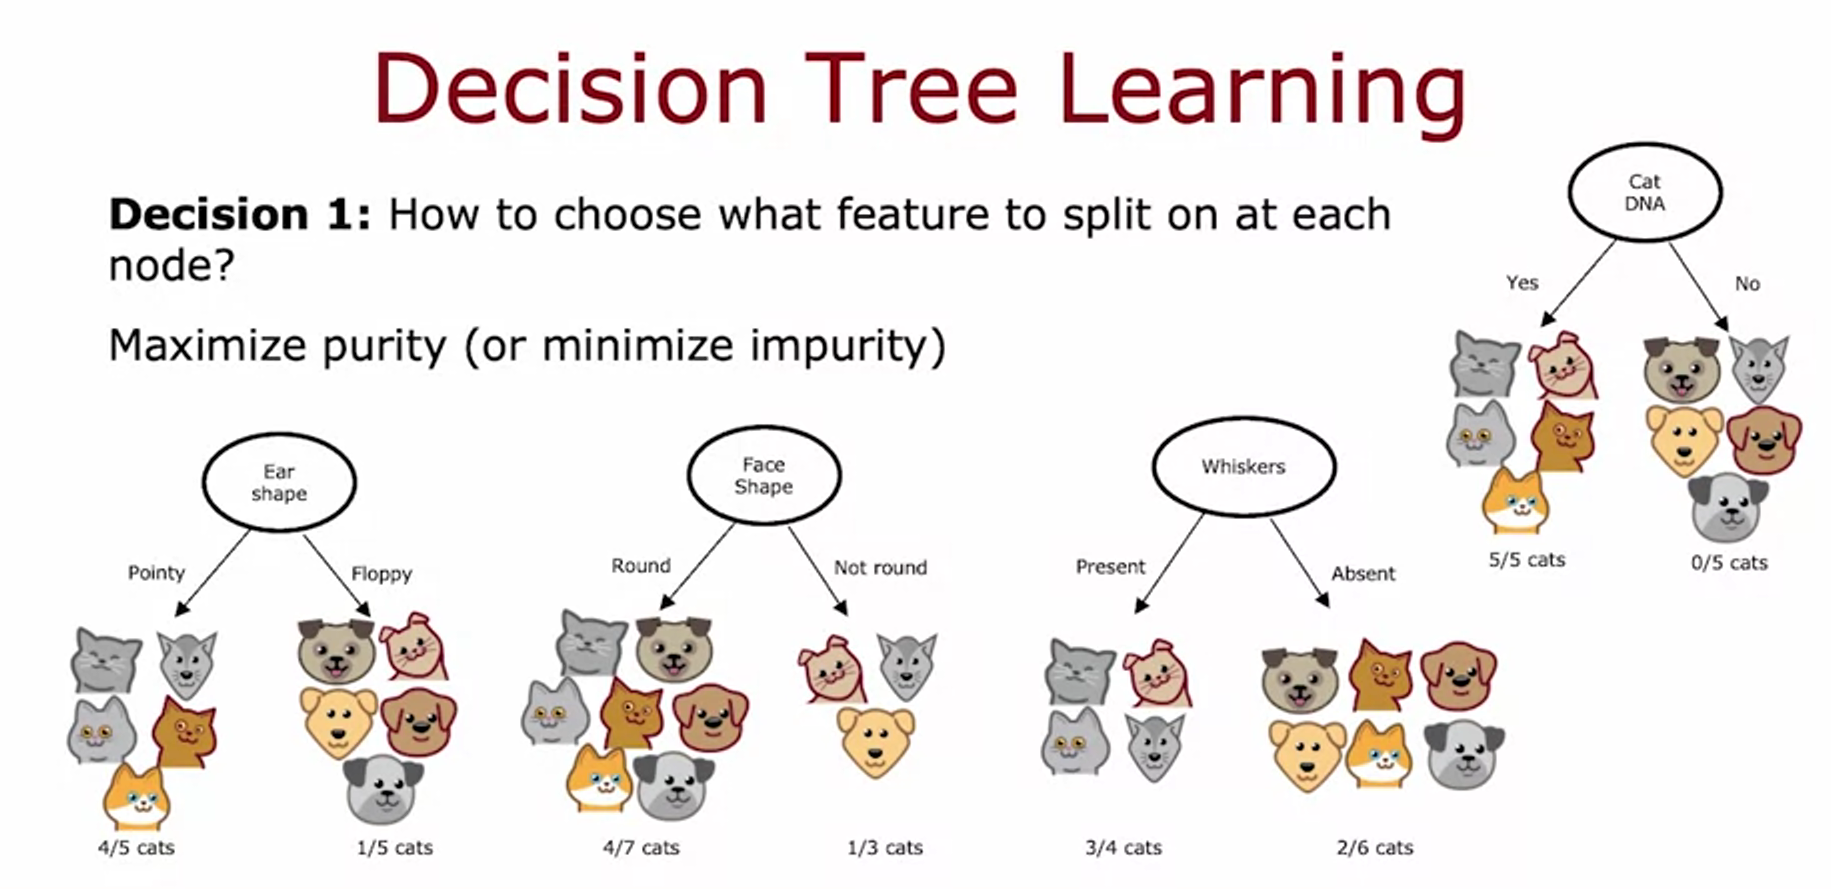 Decision Tree Learning
Decision 1: How to choose what feature to split on at each
node?
Maximize purity (or minimize impurity)
Cat
DNA
Yes
No
5/5 cats
0/5 cats
Ear
shape
Pointy
Floppy
4/5 cats
1/5 cats
Face
Shape
Round
Not round
4/7 cats
1/3 cats
Whiskers
Present
Absent
3/4 cats
2/6 cats